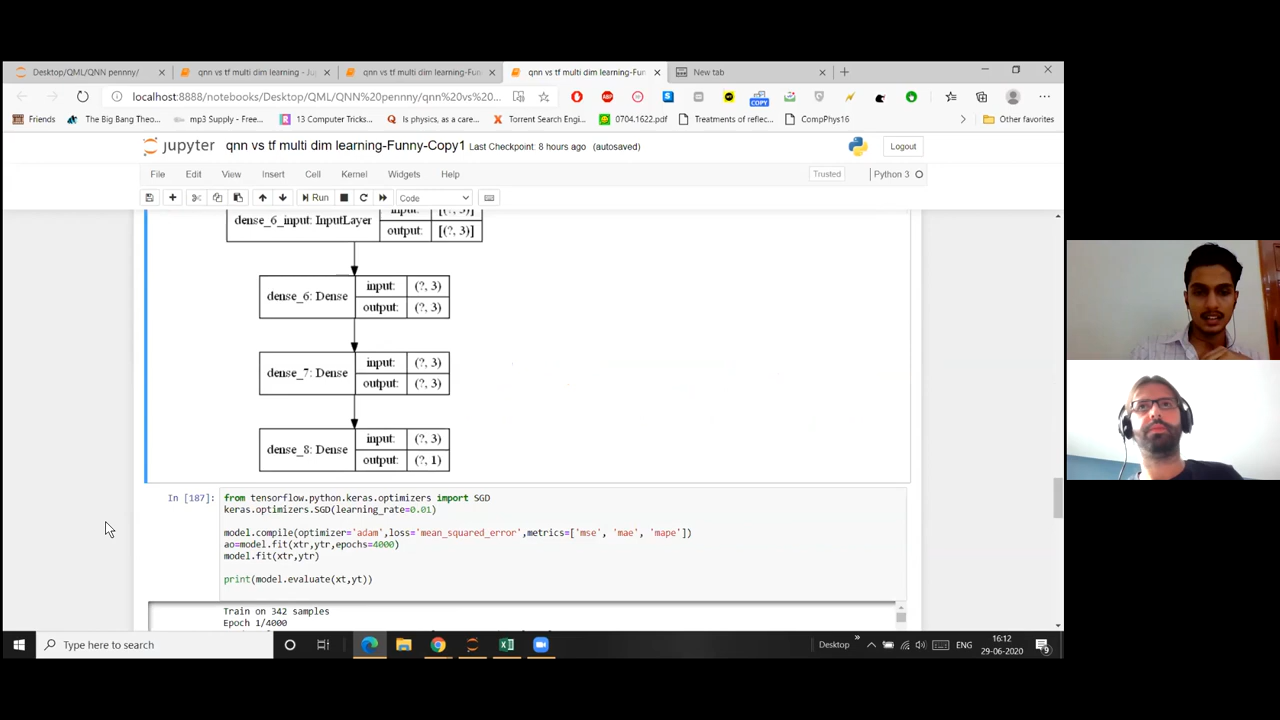 Desktop/QML/QNN pennny/
qnn vs tf multi dim learning - Ju
qnn vs tf multi dim learning-Fun
qnn vs tf multi dim learning-Fun
New tab
localhost:8888/notebooks/Desktop/QML/QNN%20pennny/qnn%20vs%20...
ABP
COPY
Friends
The Big Bang Theo...
mp3 Supply - Free...
13 Computer Tricks...
Is physics, as a care...
Torrent Search Engi...
0704.1622.pdf
Treatments of reflec...
CompPhys16
Other favorites
jupyter
qnn vs tf multi dim learning-Funny-Copy1 Last Checkpoint: 8 hours ago (autosaved)
Logout
File Edit View Insert Cell Kernel Widgets Help
Trusted
Python 3
Run
Code
dense_6_input: InputLayer
input: [(?, 3)]
output: [(?, 3)]
dense_6: Dense
input: (?, 3)
output: (?, 3)
dense_7: Dense
input: (?, 3)
output: (?, 3)
dense_8: Dense
input: (?, 3)
output: (?, 1)
In [187]:
from tensorflow.python.keras.optimizers import SGD
keras.optimizers.SGD(learning_rate=0.01)
model.compile(optimizer='adam',loss='mean_squared_error',metrics=['mse', 'mae', 'mape'])
ao=model.fit(xtr,ytr,epochs=4000)
model.fit(xtr,ytr)
print(model.evaluate(xt,yt))
Train on 342 samples
Epoch 1/4000
Type here to search
Desktop
ENG
16:12
29-06-2020